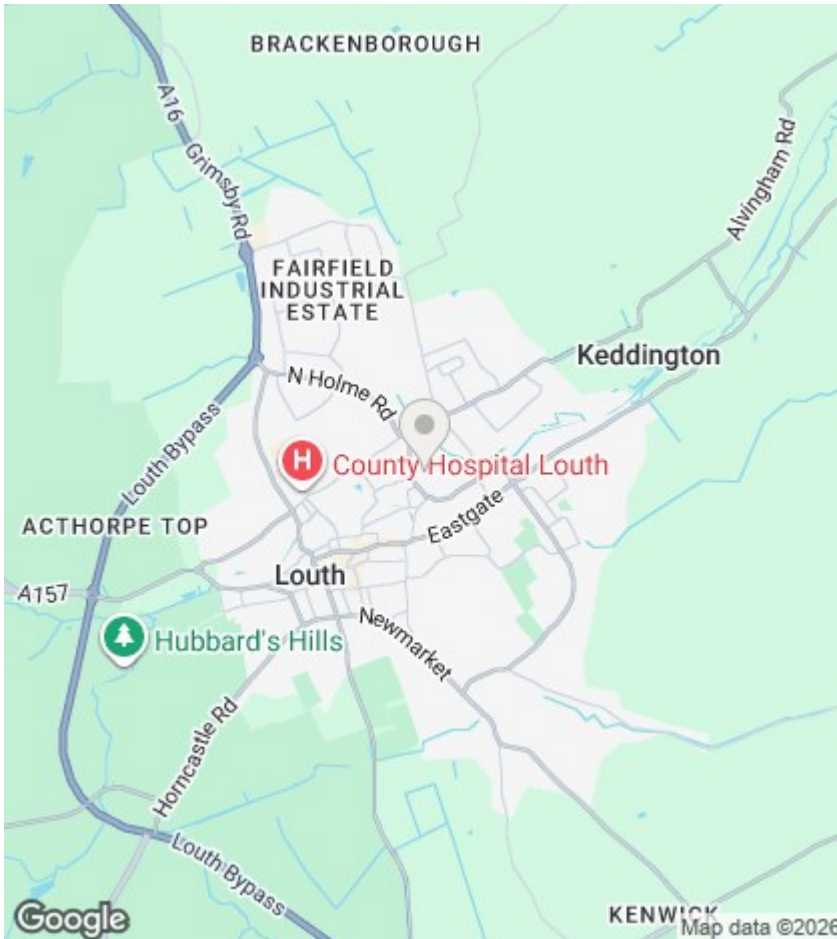 BRACKENBOROUGH
A16
Grimsby Rd
Alvingham Rd
FAIRFIELD
INDUSTRIAL
ESTATE
Keddington
N Holme Rd
Louth Bypass
H
County Hospital Louth
ACTHORPE TOP
Eastgate
Louth
A157
Newmarket
Hubbard's Hills
Horncastle Rd
Louth Bypass
KENWICK
Google
Map data ©2026